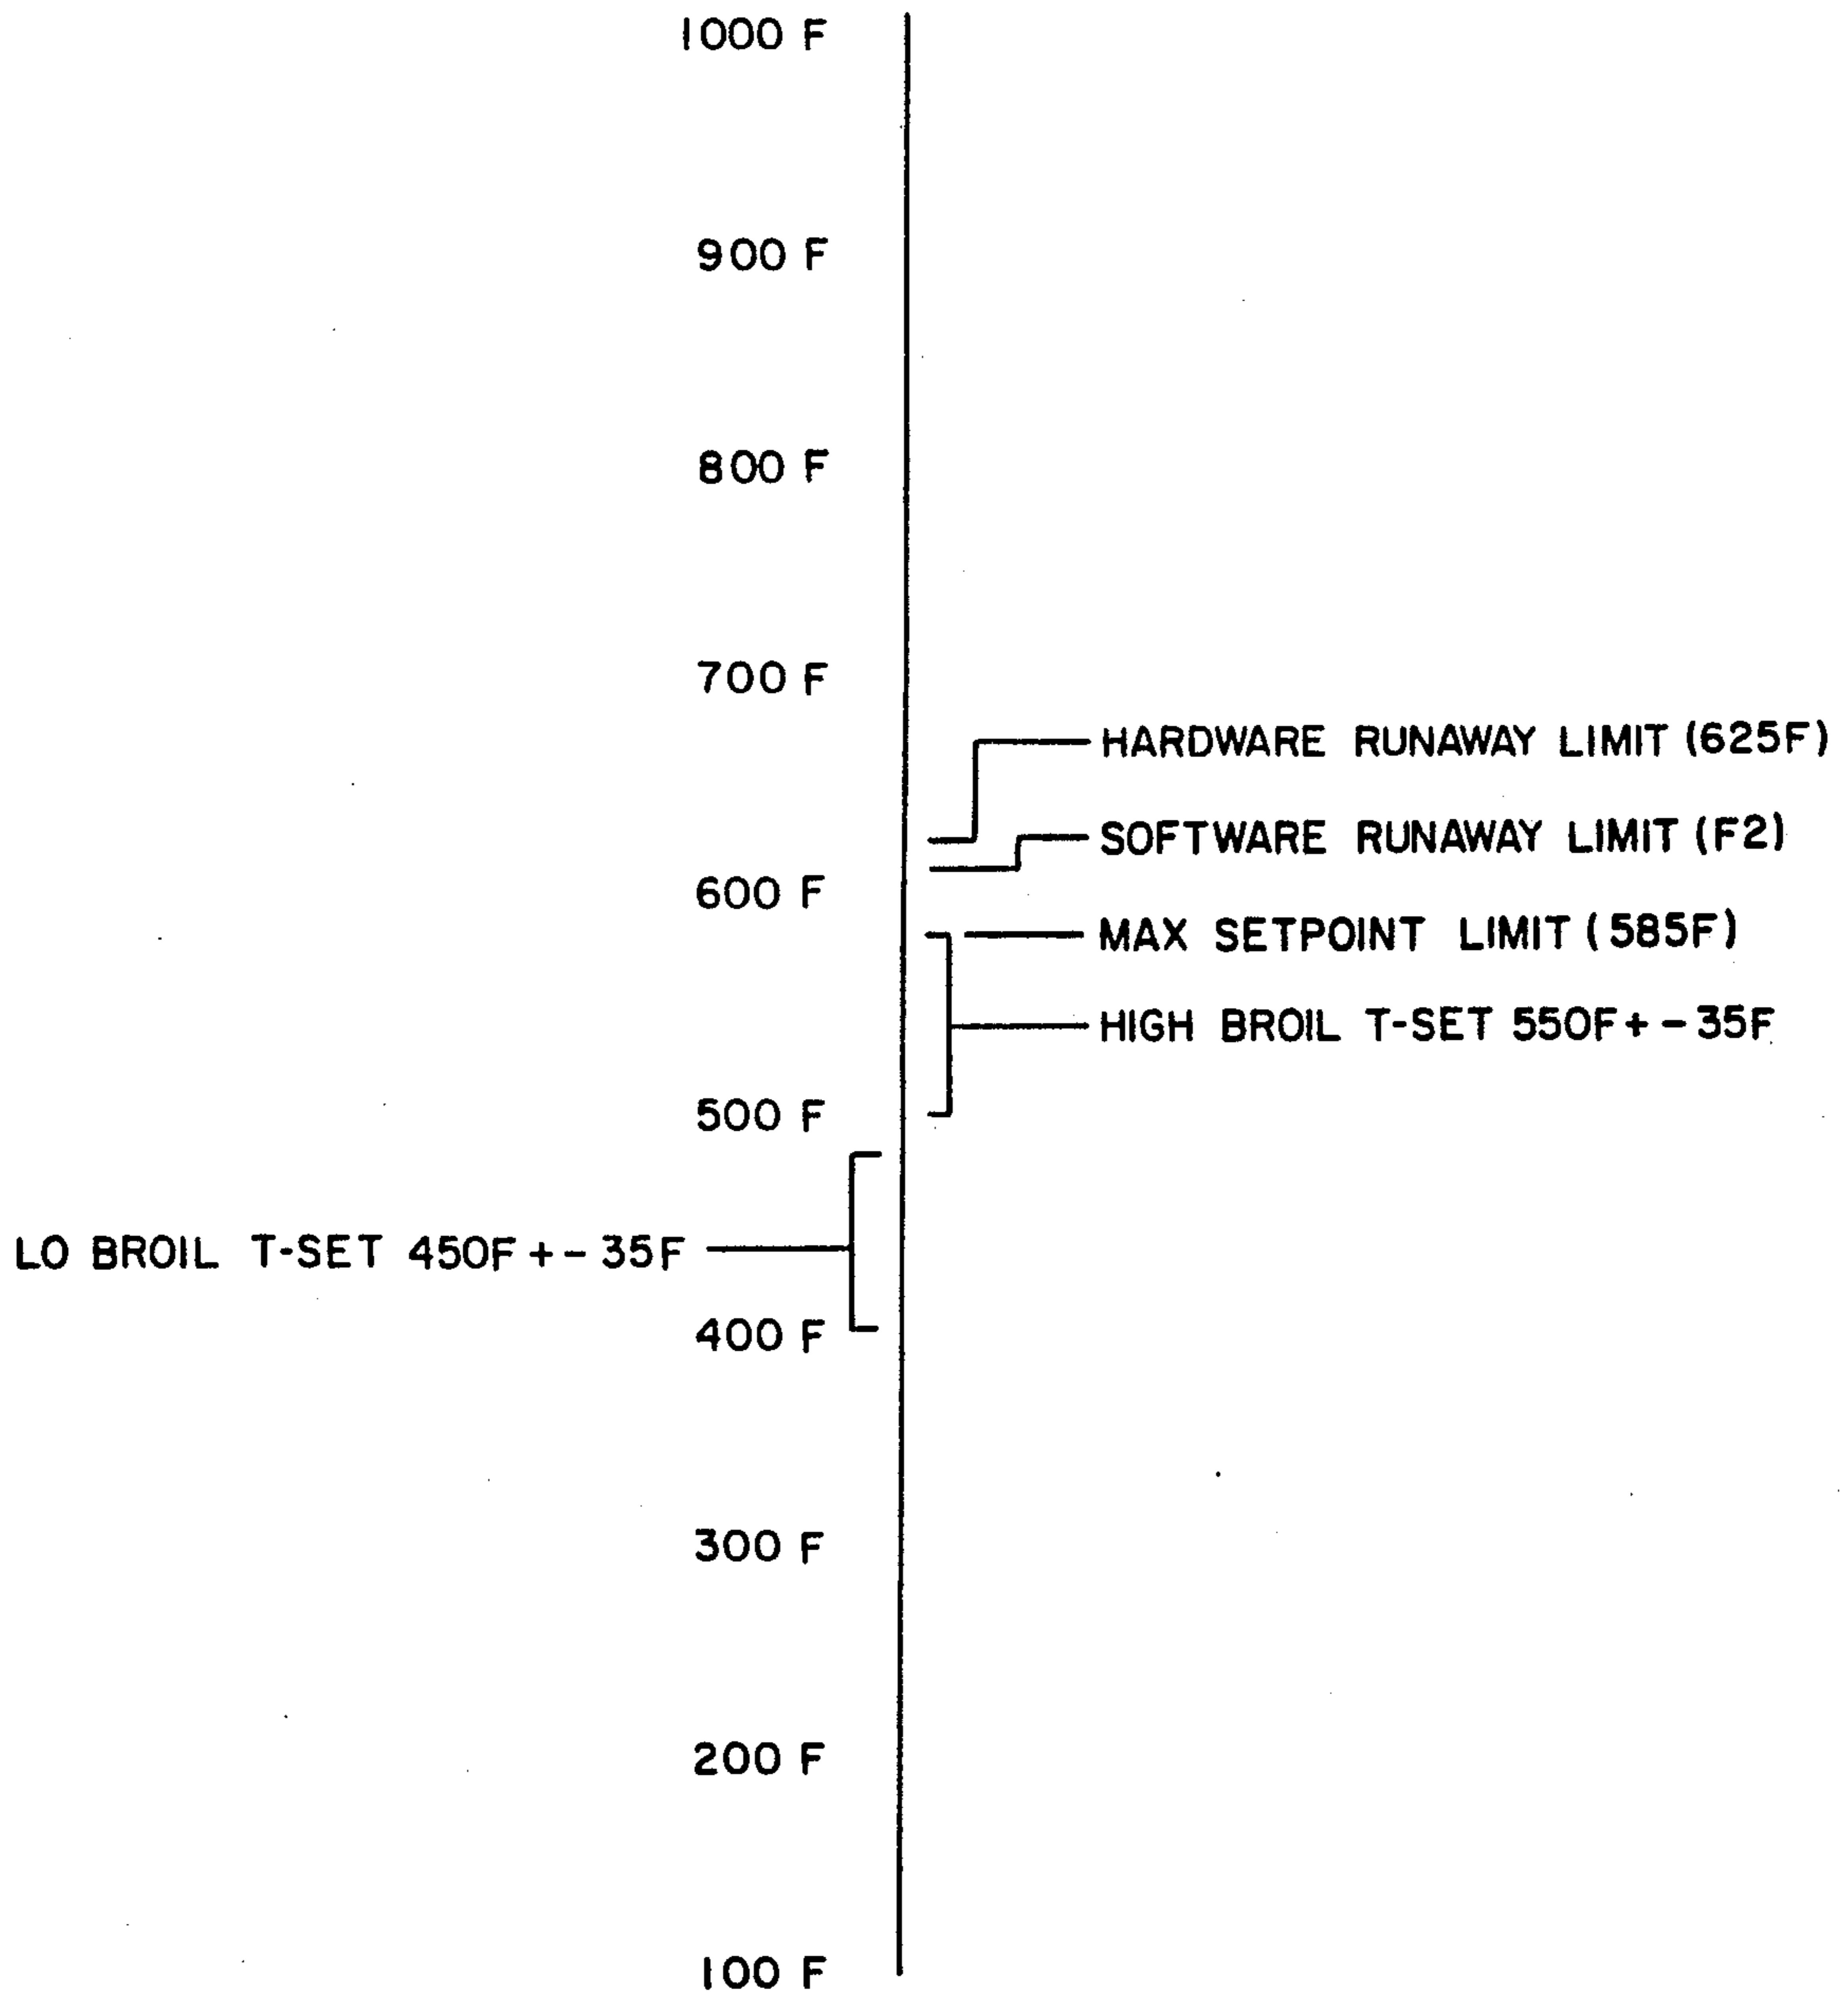 1000 F
900 F
800 F
700 F
HARDWARE RUNAWAY LIMIT (625F)
SOFTWARE RUNAWAY LIMIT (F2)
600 F
MAX SETPOINT LIMIT (585F)
HIGH BROIL T-SET 550F+-35F
500 F
LO BROIL T-SET 450F+-35F
400 F
300 F
200 F
100 F